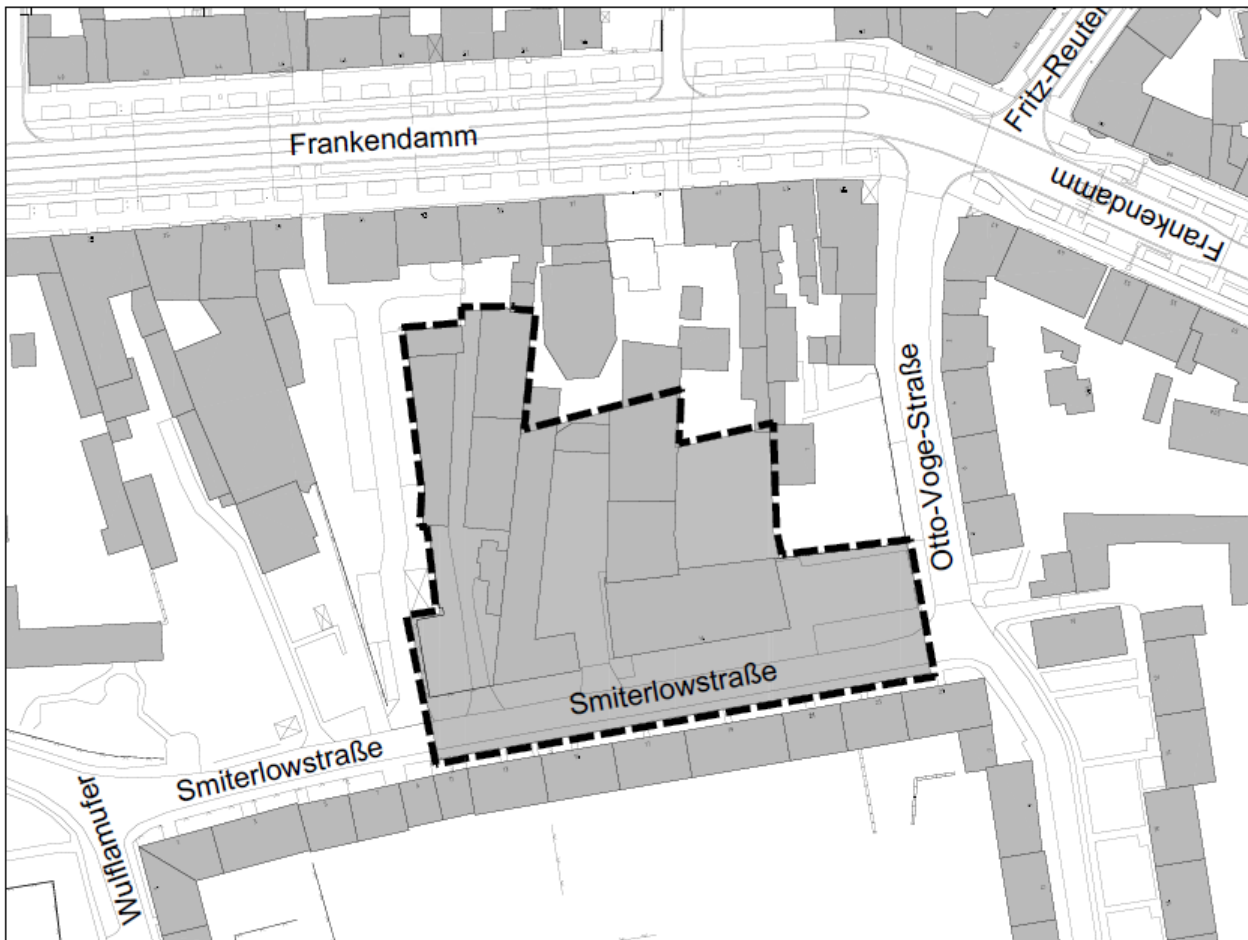 Fritz-Reuter
Frankendamm
Frankendamm
Otto-Voge-Straße
Smiterlowstraße
Smiterlowstraße
Wulflamufer